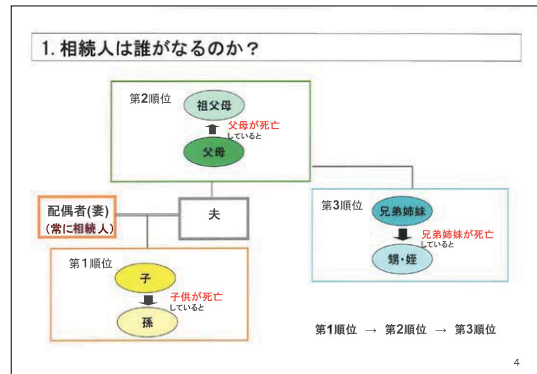 1. 相続人は誰がなるのか？
第2順位
祖父母
父母が死亡
していると
父母
配偶者(妻)
(常に相続人)
夫
第3順位
兄弟姉妹
兄弟姉妹が死亡
していると
甥・姪
第1順位
子
子供が死亡
していると
孫
第1順位 → 第2順位 → 第3順位
4